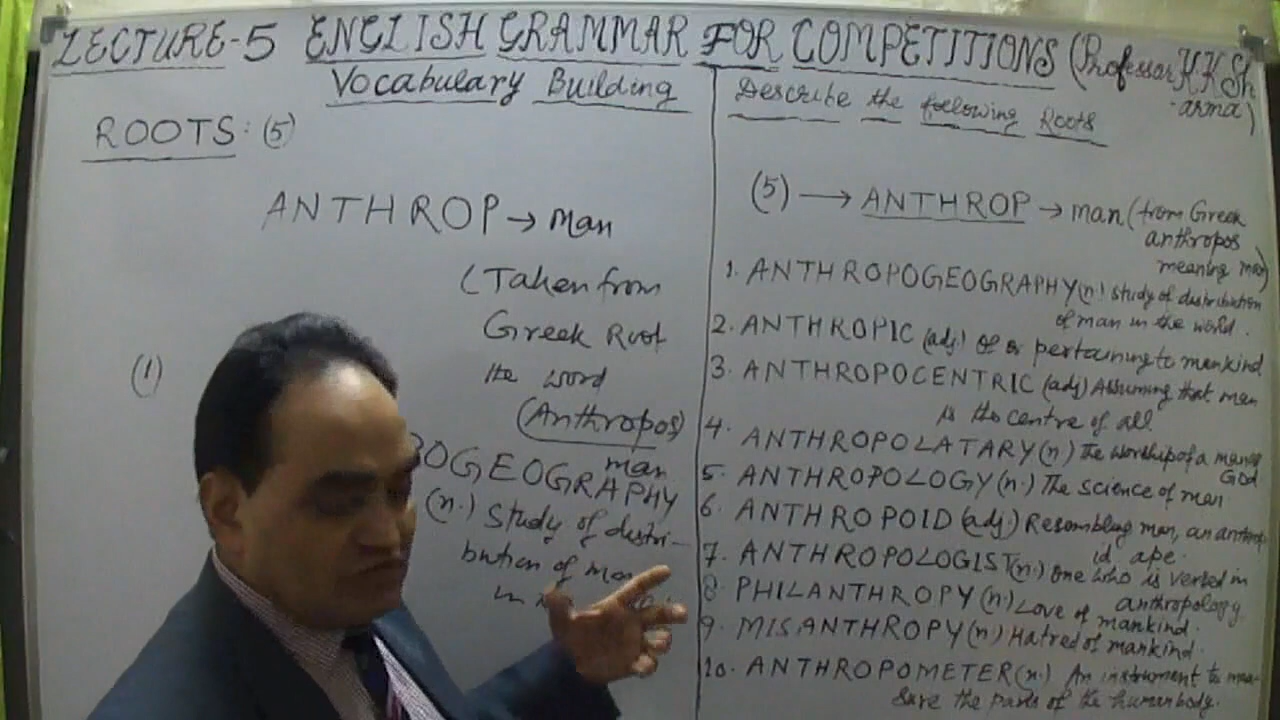 LECTURE-5 ENGLISH GRAMMAR FOR COMPETITIONS (Professor KKSh
arma)
Vocabulary Building
ROOTS: (5)
ANTHROP → Man
(Taken from
Greek Root
the word
(Anthropos)
man
(1)
OGEOGRAPHY
(n.) Study of distri-
bution of man
in
Describe the following Roots
(5) → ANTHROP → man (from Greek
anthropos
meaning man)
1. ANTHROPOGEOGRAPHY (n.) study of distribution
of man in the world.
2. ANTHROPIC (adj.) of or pertaining to mankind
3. ANTHROPOCENTRIC (adj) Assuming that man
is the centre of all
4. ANTHROPOLATARY (n) The worship of a man as
God.
5. ANTHROPOLOGY (n.) The science of man
6. ANTHROPOID (adj.) Resembling man, an anthropo
id ape.
7. ANTHROPOLOGIST (n.) one who is versed in
anthropology
8. PHILANTHROPY (n.) Love of mankind.
9. MISANTHROPY (n) Hatred of mankind.
10. ANTHROPOMETER (n.) An instrument to mea-
sure the parts of the human body.